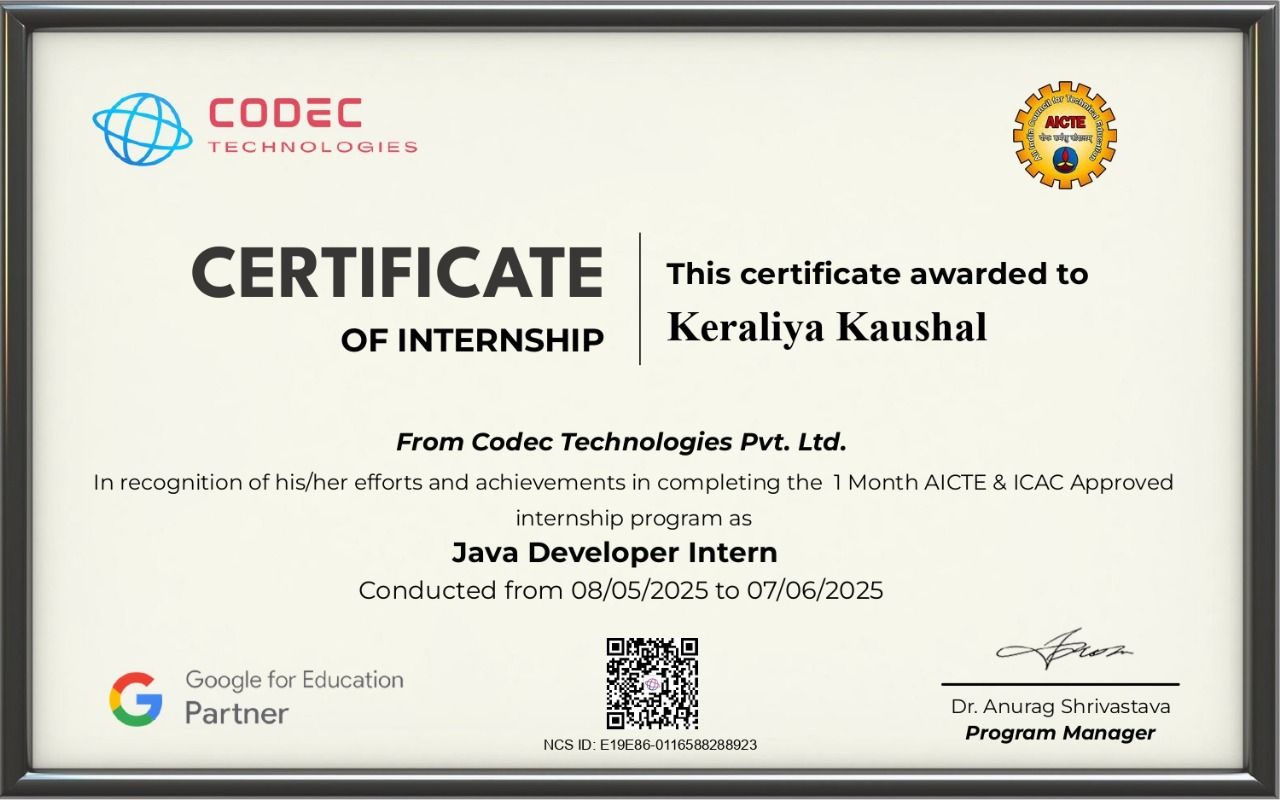 CODEC
TECHNOLOGIES
All India Council for Technical Education
AICTE
CERTIFICATE
OF INTERNSHIP
This certificate awarded to
Keraliya Kaushal
From Codec Technologies Pvt. Ltd.
In recognition of his/her efforts and achievements in completing the 1 Month AICTE & ICAC Approved
internship program as
Java Developer Intern
Conducted from 08/05/2025 to 07/06/2025
Google for Education
Partner
NCS ID: E19E86-0116588288923
Dr. Anurag Shrivastava
Program Manager